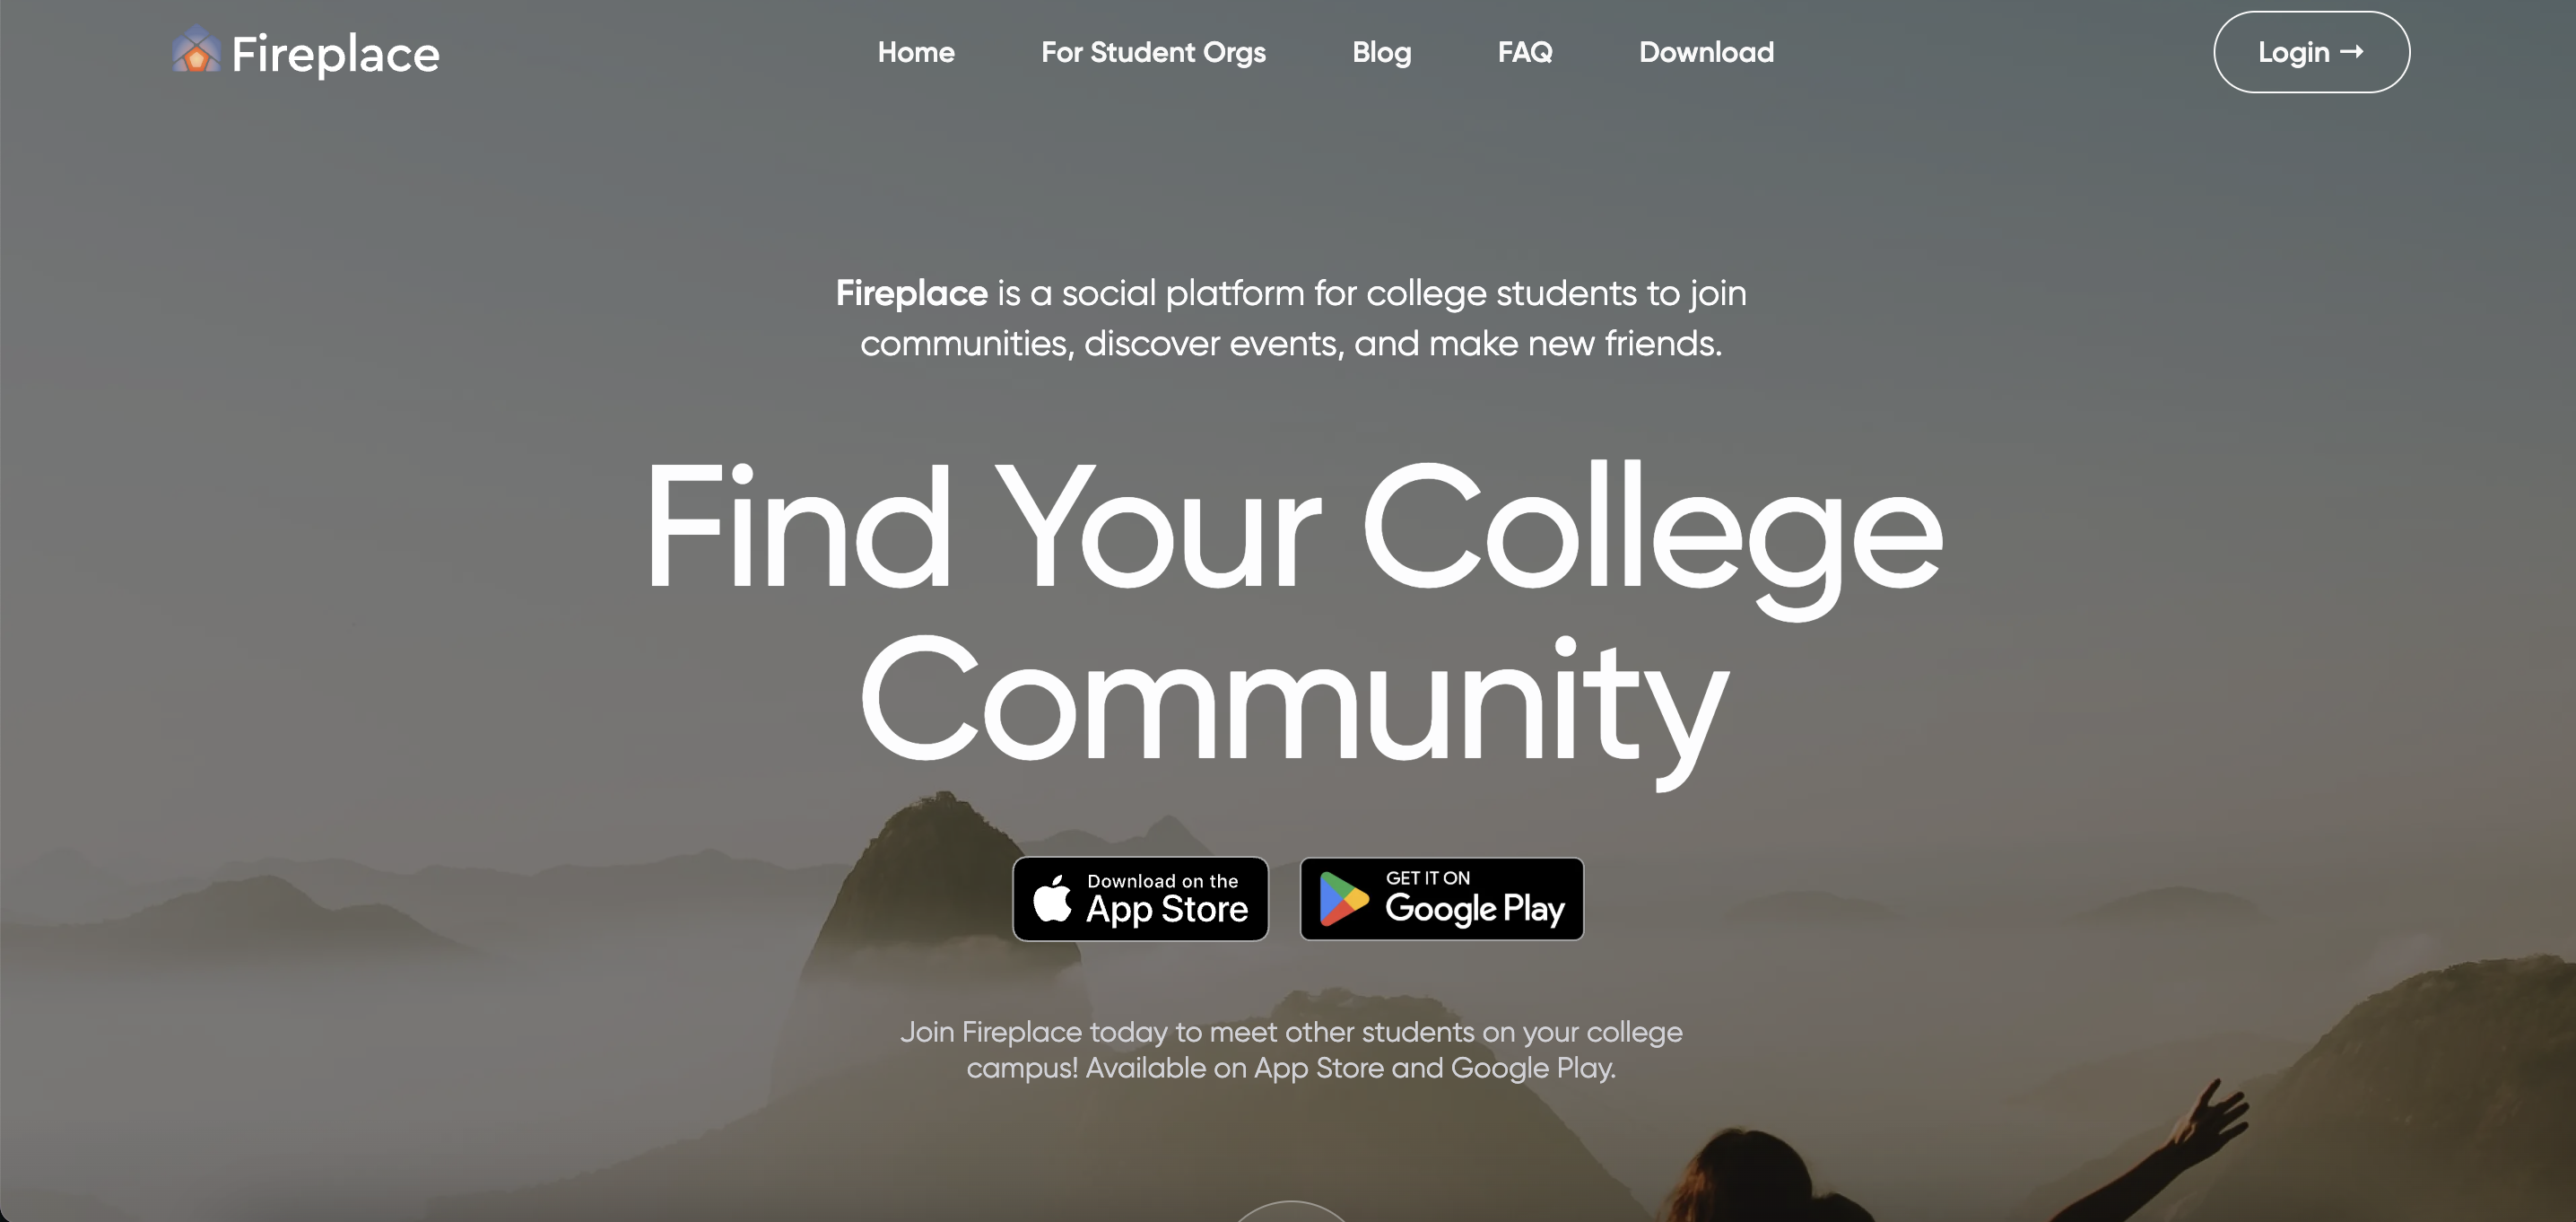 Fireplace
Home
For Student Orgs
Blog
FAQ
Download
Login →
Fireplace is a social platform for college students to join
communities, discover events, and make new friends.
Find Your College
Community
Download on the
App Store
GET IT ON
Google Play
Join Fireplace today to meet other students on your college
campus! Available on App Store and Google Play.